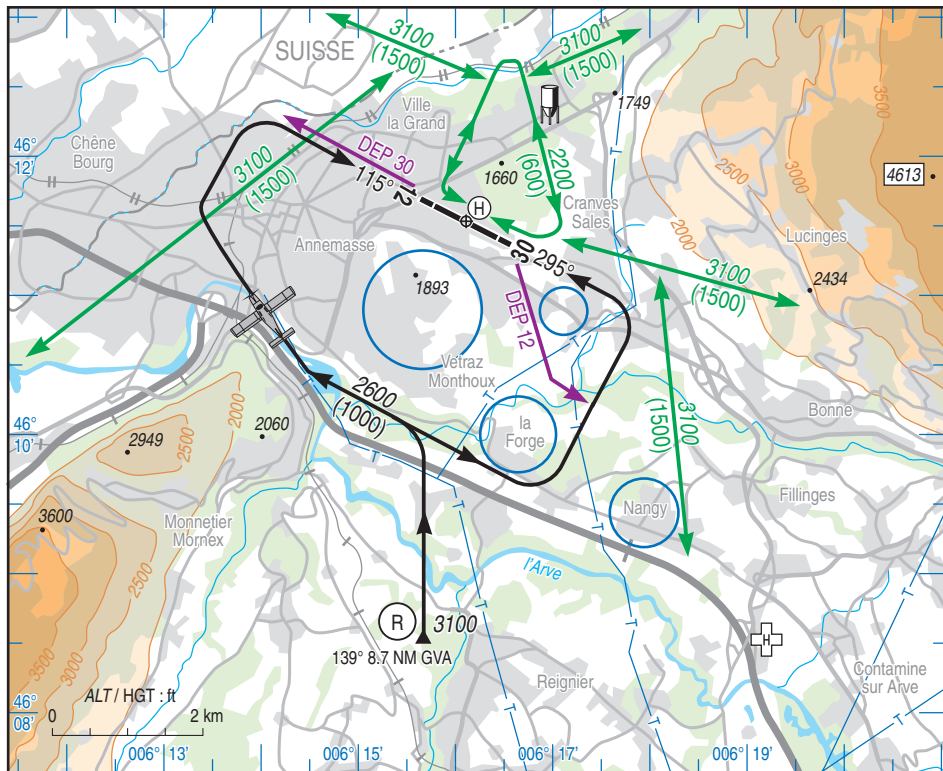 3100
(1500)
3100
(1500)
SUISSE
3500
1749
Ville
la Grand
Chêne
Bourg
3000
2500
46°
12'
DEP 30
115°
3100
(1500)
1660
2200
(600)
4613
12
H
Cranves
Sales
2000
Lucinges
Annemasse
30
295°
3100
(1500)
2434
1893
DEP 12
Vétraz
Monthoux
2600
(1000)
3100
(1500)
Bonne
46°
10'
2000
2500
2949
2060
la
Forge
T
Fillinges
Nangy
3600
Monnetier
Mornex
2500
T
T
l'Arve
R
3100
H
139° 8.7 NM GVA
3500
3000
Reignier
Contamine
sur Arve
46°
08'
ALT / HGT : ft
0
2 km
T
T
006° 13'
006° 15'
006° 17'
006° 19'